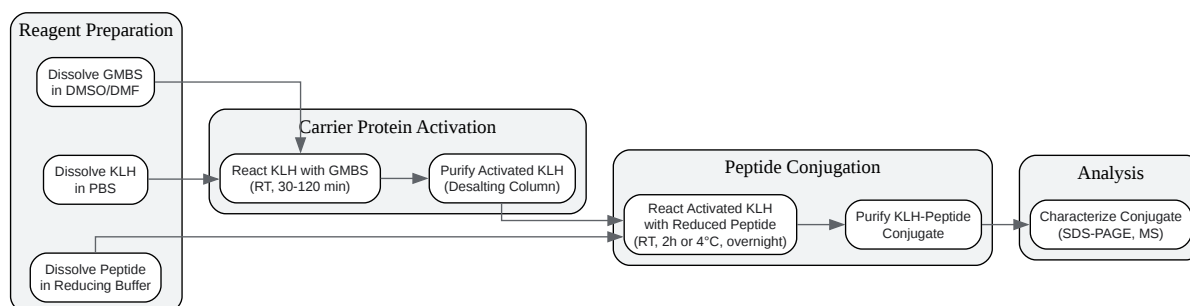 Reagent Preparation
Dissolve GMBS
in DMSO/DMF
Dissolve KLH
in PBS
Dissolve Peptide
in Reducing Buffer
Carrier Protein Activation
React KLH with GMBS
(RT, 30-120 min)
Purify Activated KLH
(Desalting Column)
Peptide Conjugation
React Activated KLH
with Reduced Peptide
(RT, 2h or 4°C, overnight)
Purify KLH-Peptide
Conjugate
Analysis
Characterize Conjugate
(SDS-PAGE, MS)